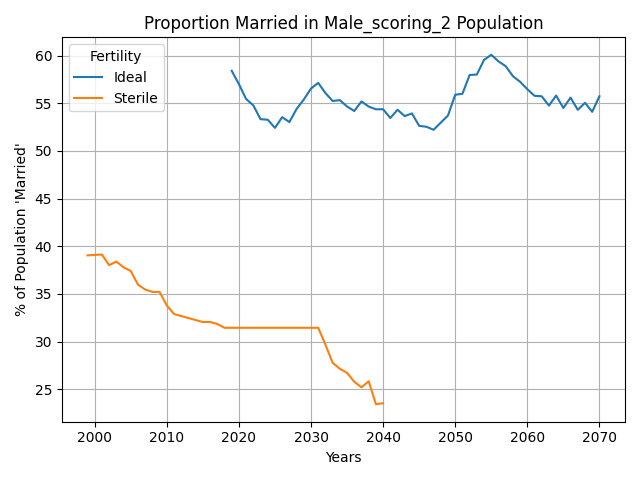 Proportion Married in Male_scoring_2 Population
Fertility
Ideal
Sterile
% of Population 'Married'
60
55
50
45
40
35
30
25
2000 2010 2020 2030 2040 2050 2060 2070
Years